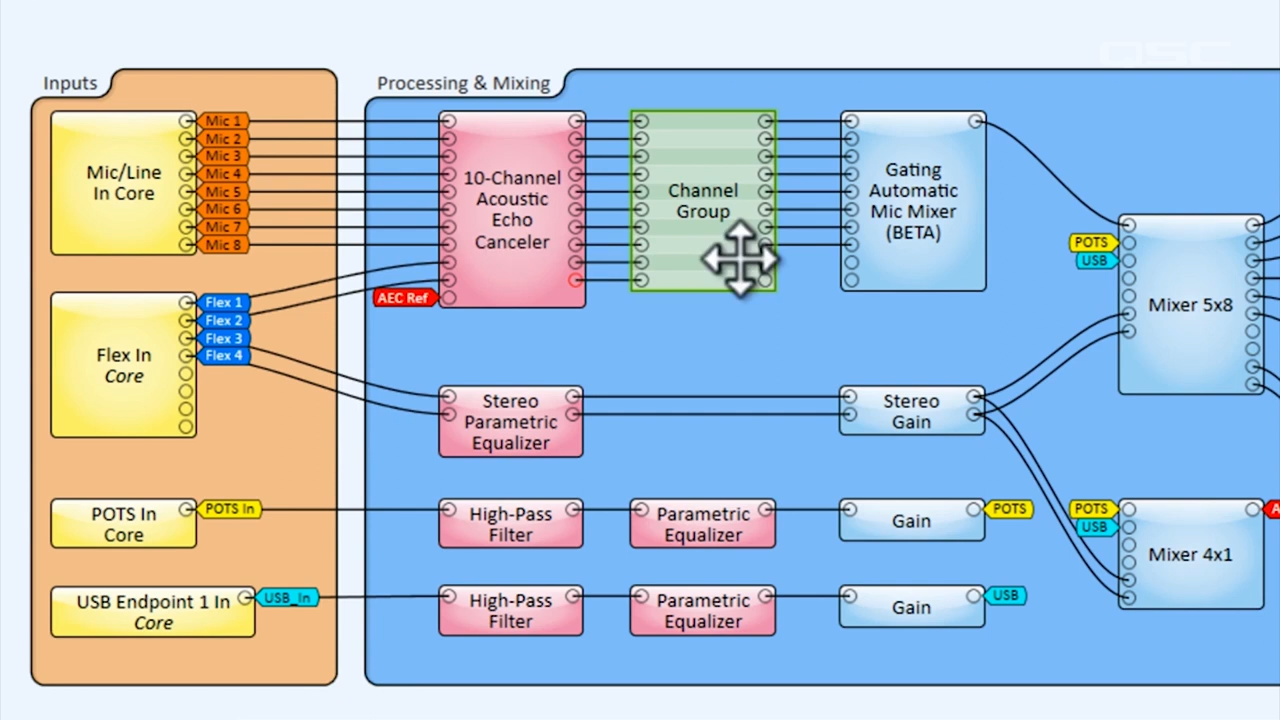 QSC
Inputs
Processing & Mixing
Mic/Line
In Core
Mic 1
Mic 2
Mic 3
Mic 4
Mic 5
Mic 6
Mic 7
Mic 8
10-Channel
Acoustic
Echo
Canceler
AEC Ref
Channel
Group
Gating
Automatic
Mic Mixer
(BETA)
POTS
USB
Mixer 5x8
Flex In
Core
Flex 1
Flex 2
Flex 3
Flex 4
Stereo
Parametric
Equalizer
Stereo
Gain
POTS In
Core
POTS In
High-Pass
Filter
Parametric
Equalizer
Gain
POTS
POTS
USB
Mixer 4x1
USB Endpoint 1 In
Core
USB_In
High-Pass
Filter
Parametric
Equalizer
Gain
USB